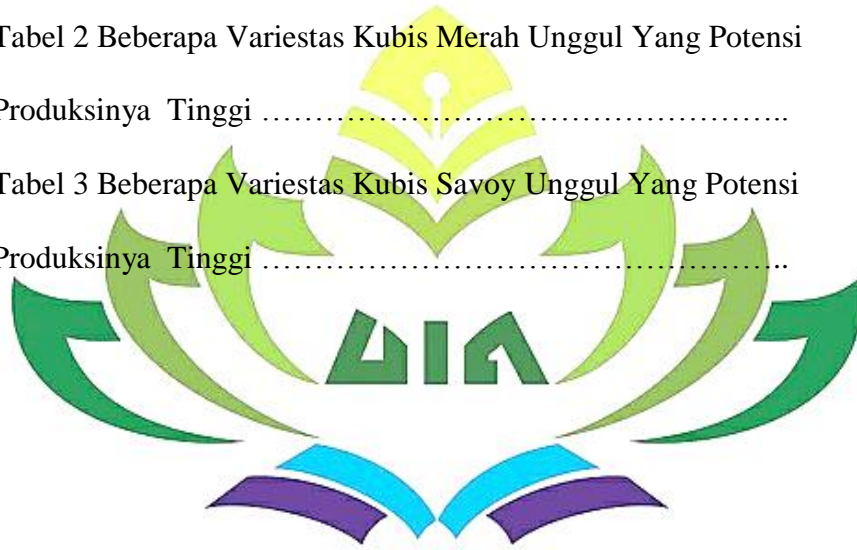 Tabel 2 Beberapa Variestas Kubis Merah Unggul Yang Potensi
Produksinya Tinggi …………………………………………..
Tabel 3 Beberapa Variestas Kubis Savoy Unggul Yang Potensi
Produksinya Tinggi …………………………………………..
UIN